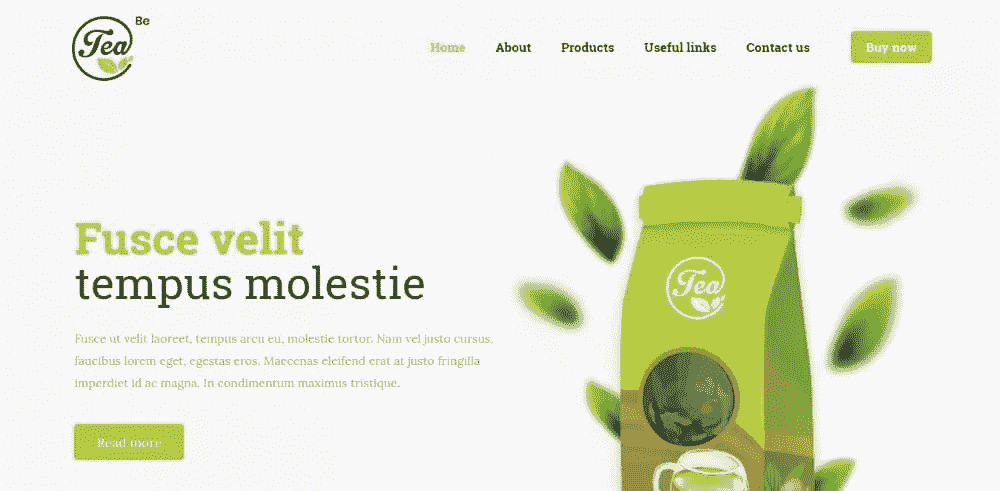 Be
Tea
Home About Products Useful links Contact us Buy now
Tea
Fusce velit
tempus molestie
Fusce ut velit laoreet, tempus arcu eu, molestie tortor. Nam vel justo cursus,
faucibus lorem eget, egestas eros. Maecenas eleifend erat at justo fringilla
imperdiet id ac magna. In condimentum maximus tristique.
Read more